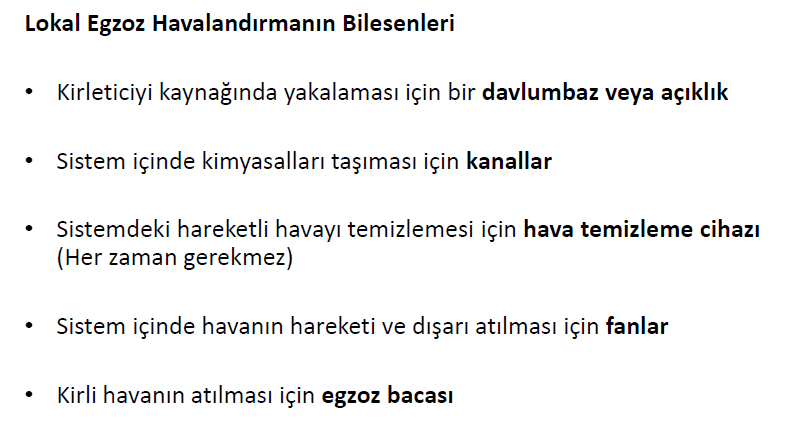 Lokal Egzoz Havalandırmanın Bilesenleri
• Kirleticiyi kaynağında yakalaması için bir davlumbaz veya açıklık
• Sistem içinde kimyasalları taşıması için kanallar
• Sistemdeki hareketli havayı temizlemesi için hava temizleme cihazı
(Her zaman gerekmez)
• Sistem içinde havanın hareketi ve dışarı atılması için fanlar
• Kirli havanın atılması için egzoz bacası